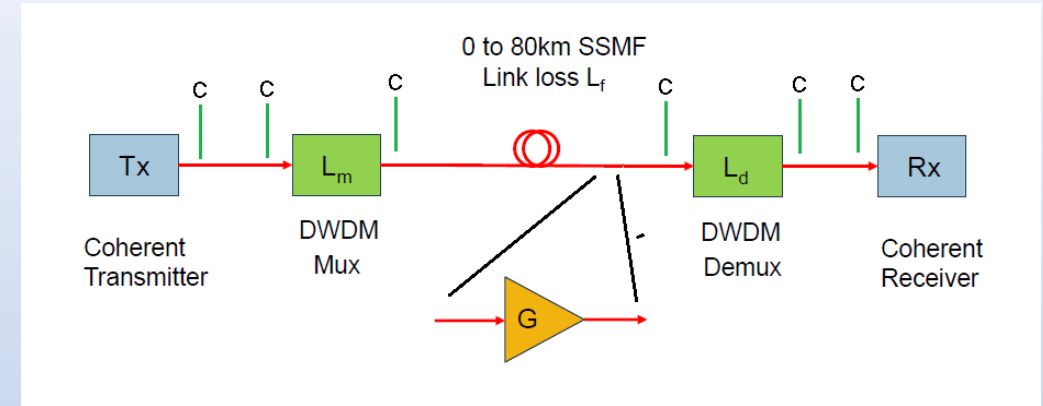 0 to 80km SSMF
Link loss Lf
C C C C C C
Tx Lm Ld Rx
Coherent
Transmitter
DWDM
Mux
DWDM
Demux
Coherent
Receiver
G